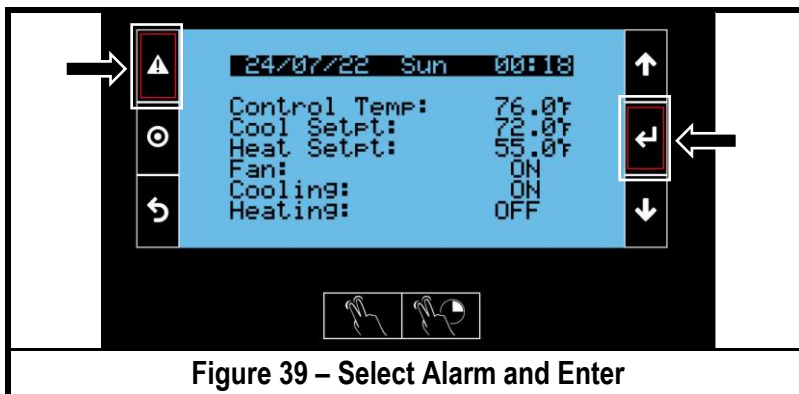 24/07/22 Sun 00:18
Control Temp: 76.0℉
Cool Setpt: 72.0℉
Heat Setpt: 55.0℉
Fan: ON
Cooling: ON
Heating: OFF
Figure 39 – Select Alarm and Enter